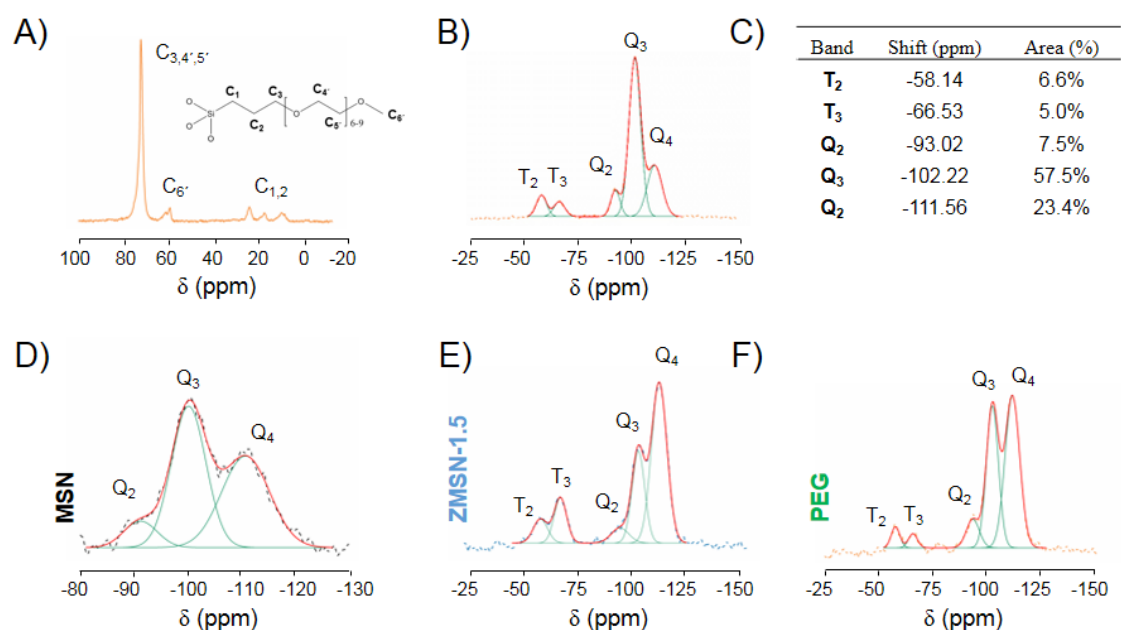 A)
C3,4′,5′
C1
C3
C4′
C6′
C2
C5′
6-9
Si
O
O
O
O
O
C6′
C1,2
100 80 60 40 20 0 -20
δ (ppm)
B)
Q3
Q4
Q2
T2 T3
-25 -50 -75 -100 -125 -150
δ (ppm)
C)
Band Shift (ppm) Area (%)
T2 -58.14 6.6%
T3 -66.53 5.0%
Q2 -93.02 7.5%
Q3 -102.22 57.5%
Q2 -111.56 23.4%
D)
MSN
Q3
Q4
Q2
-80 -90 -100 -110 -120 -130
δ (ppm)
E)
ZMSN-1.5
Q4
Q3
T3
T2
Q2
-25 -50 -75 -100 -125 -150
δ (ppm)
F)
PEG
Q3 Q4
Q2
T2 T3
-25 -50 -75 -100 -125 -150
δ (ppm)